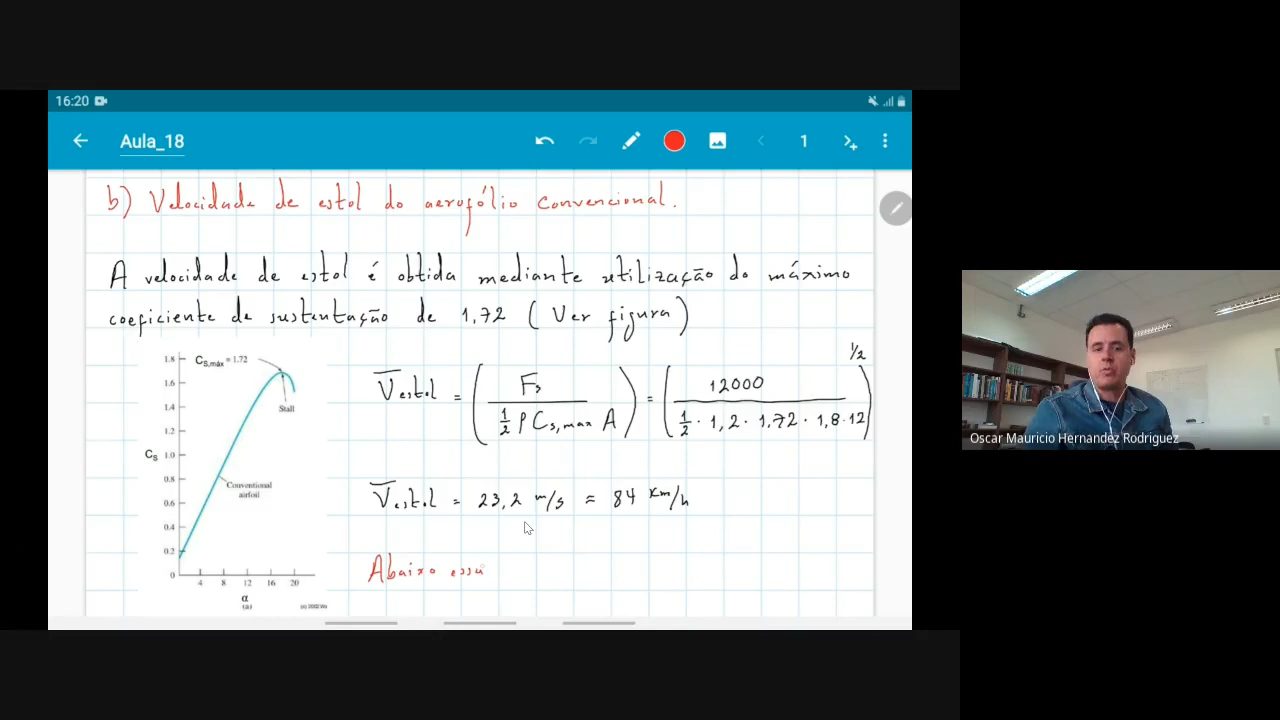 16:20
Aula_18
1
b) Velocidade de estol do aerofólio convencional.
A velocidade de estol é obtida mediante utilização do máximo
coeficiente de sustentação de 1,72 ( Ver figura )
1.8
1.6
1.4
1.2
Cs 1.0
0.8
0.6
0.4
0.2
0
4 8 12 16 20
α
Cs,máx = 1.72
Stall
Conventional
airfoil
V̅estol = ( Fs / ½ ρ Cs,max A ) = ( 12000 / ½ · 1,2 · 1,72 · 1,8 · 12 )^1/2
V̅estol = 23,2 m/s ≈ 84 Km/h
Abaixo essa
Oscar Mauricio Hernandez Rodriguez